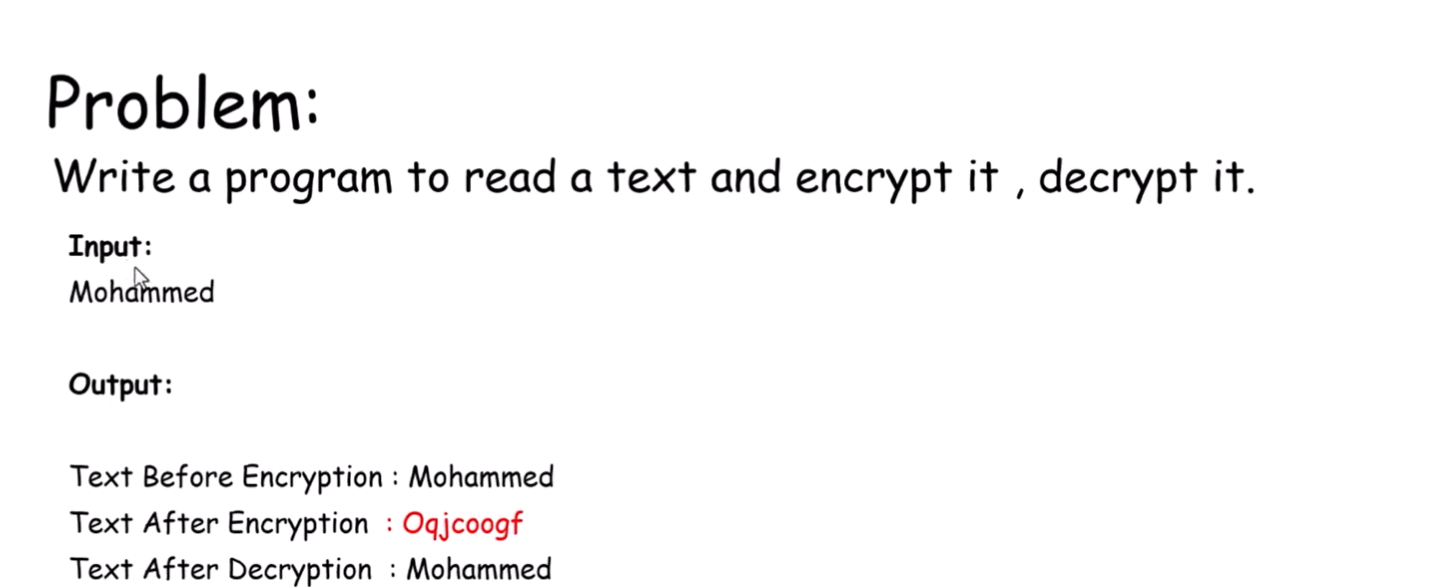 Problem:
Write a program to read a text and encrypt it , decrypt it.
Input:
Mohammed
Output:
Text Before Encryption : Mohammed
Text After Encryption : Oqjcoogf
Text After Decryption : Mohammed